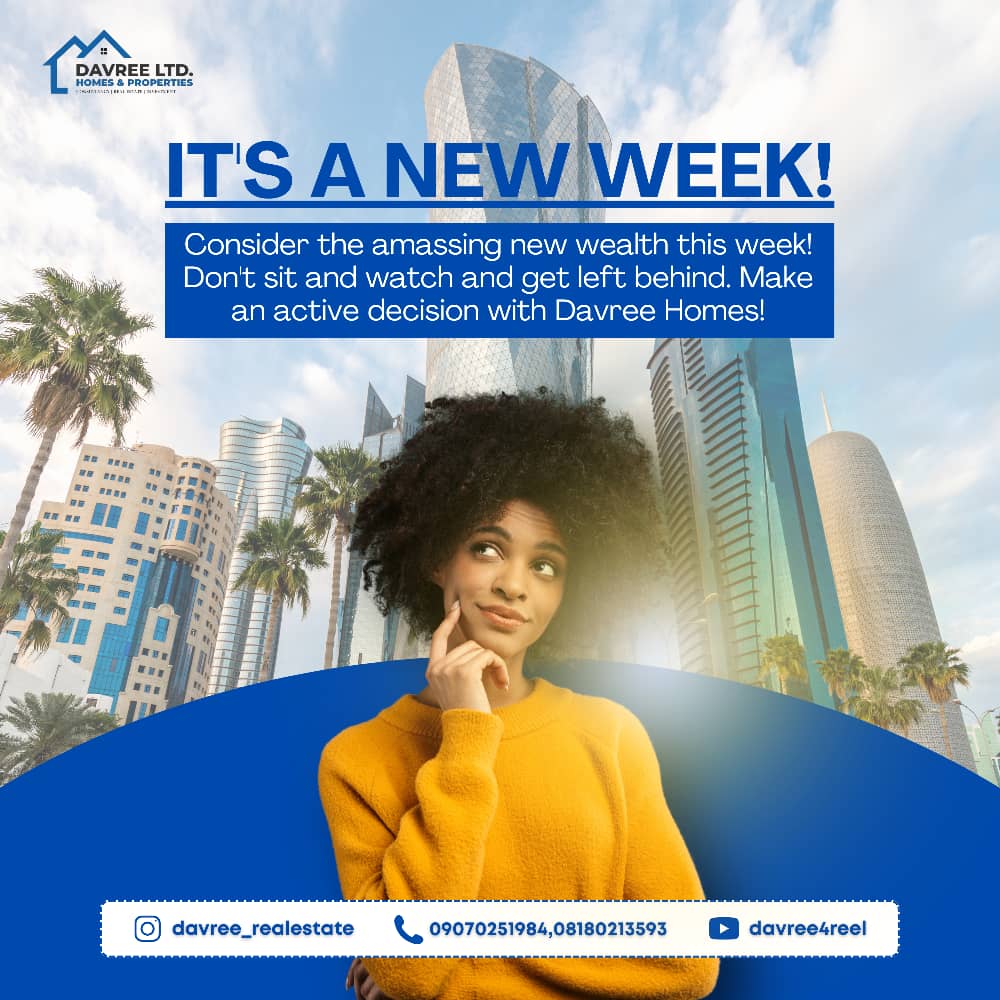 DAVREE LTD.
HOMES & PROPERTIES
IT'S A NEW WEEK!
Consider the amassing new wealth this week!
Don't sit and watch and get left behind. Make
an active decision with Davree Homes!
davree_realestate
09070251984,08180213593
davree4reel